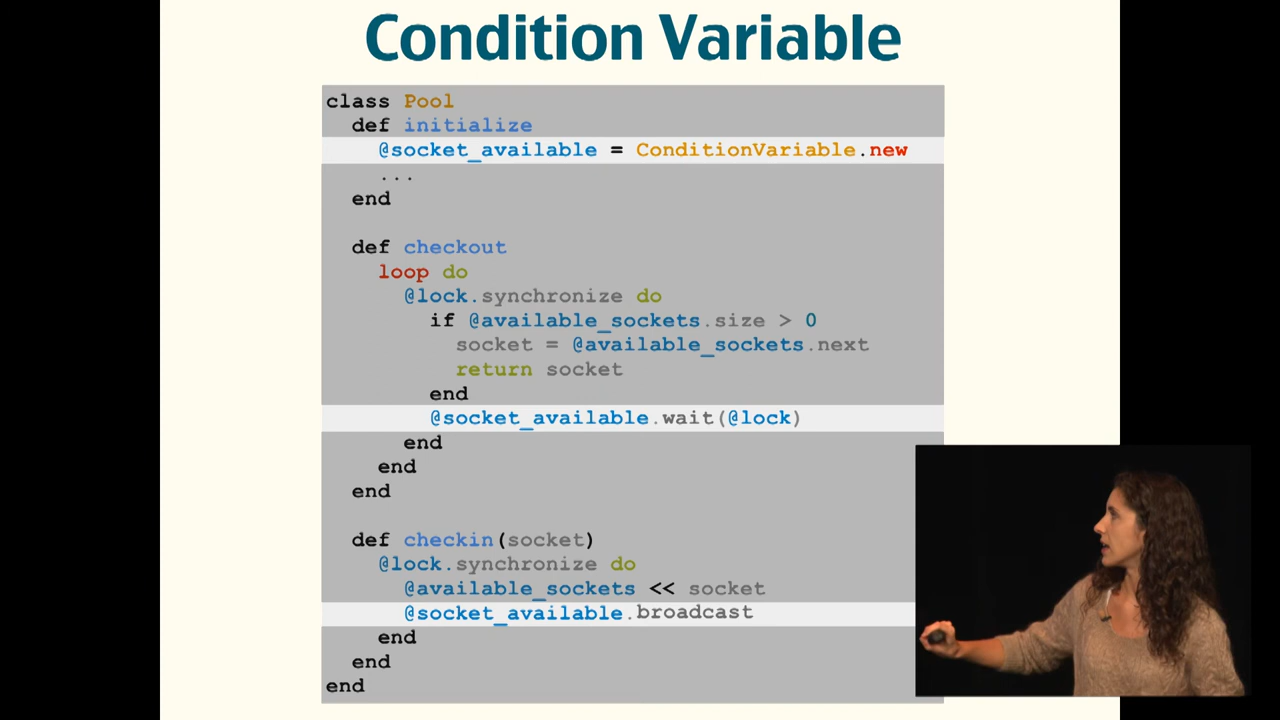 Condition Variable
class Pool
def initialize
@socket_available = ConditionVariable.new
...
end
def checkout
loop do
@lock.synchronize do
if @available_sockets.size > 0
socket = @available_sockets.next
return socket
end
@socket_available.wait(@lock)
end
end
end
def checkin(socket)
@lock.synchronize do
@available_sockets << socket
@socket_available.broadcast
end
end
end